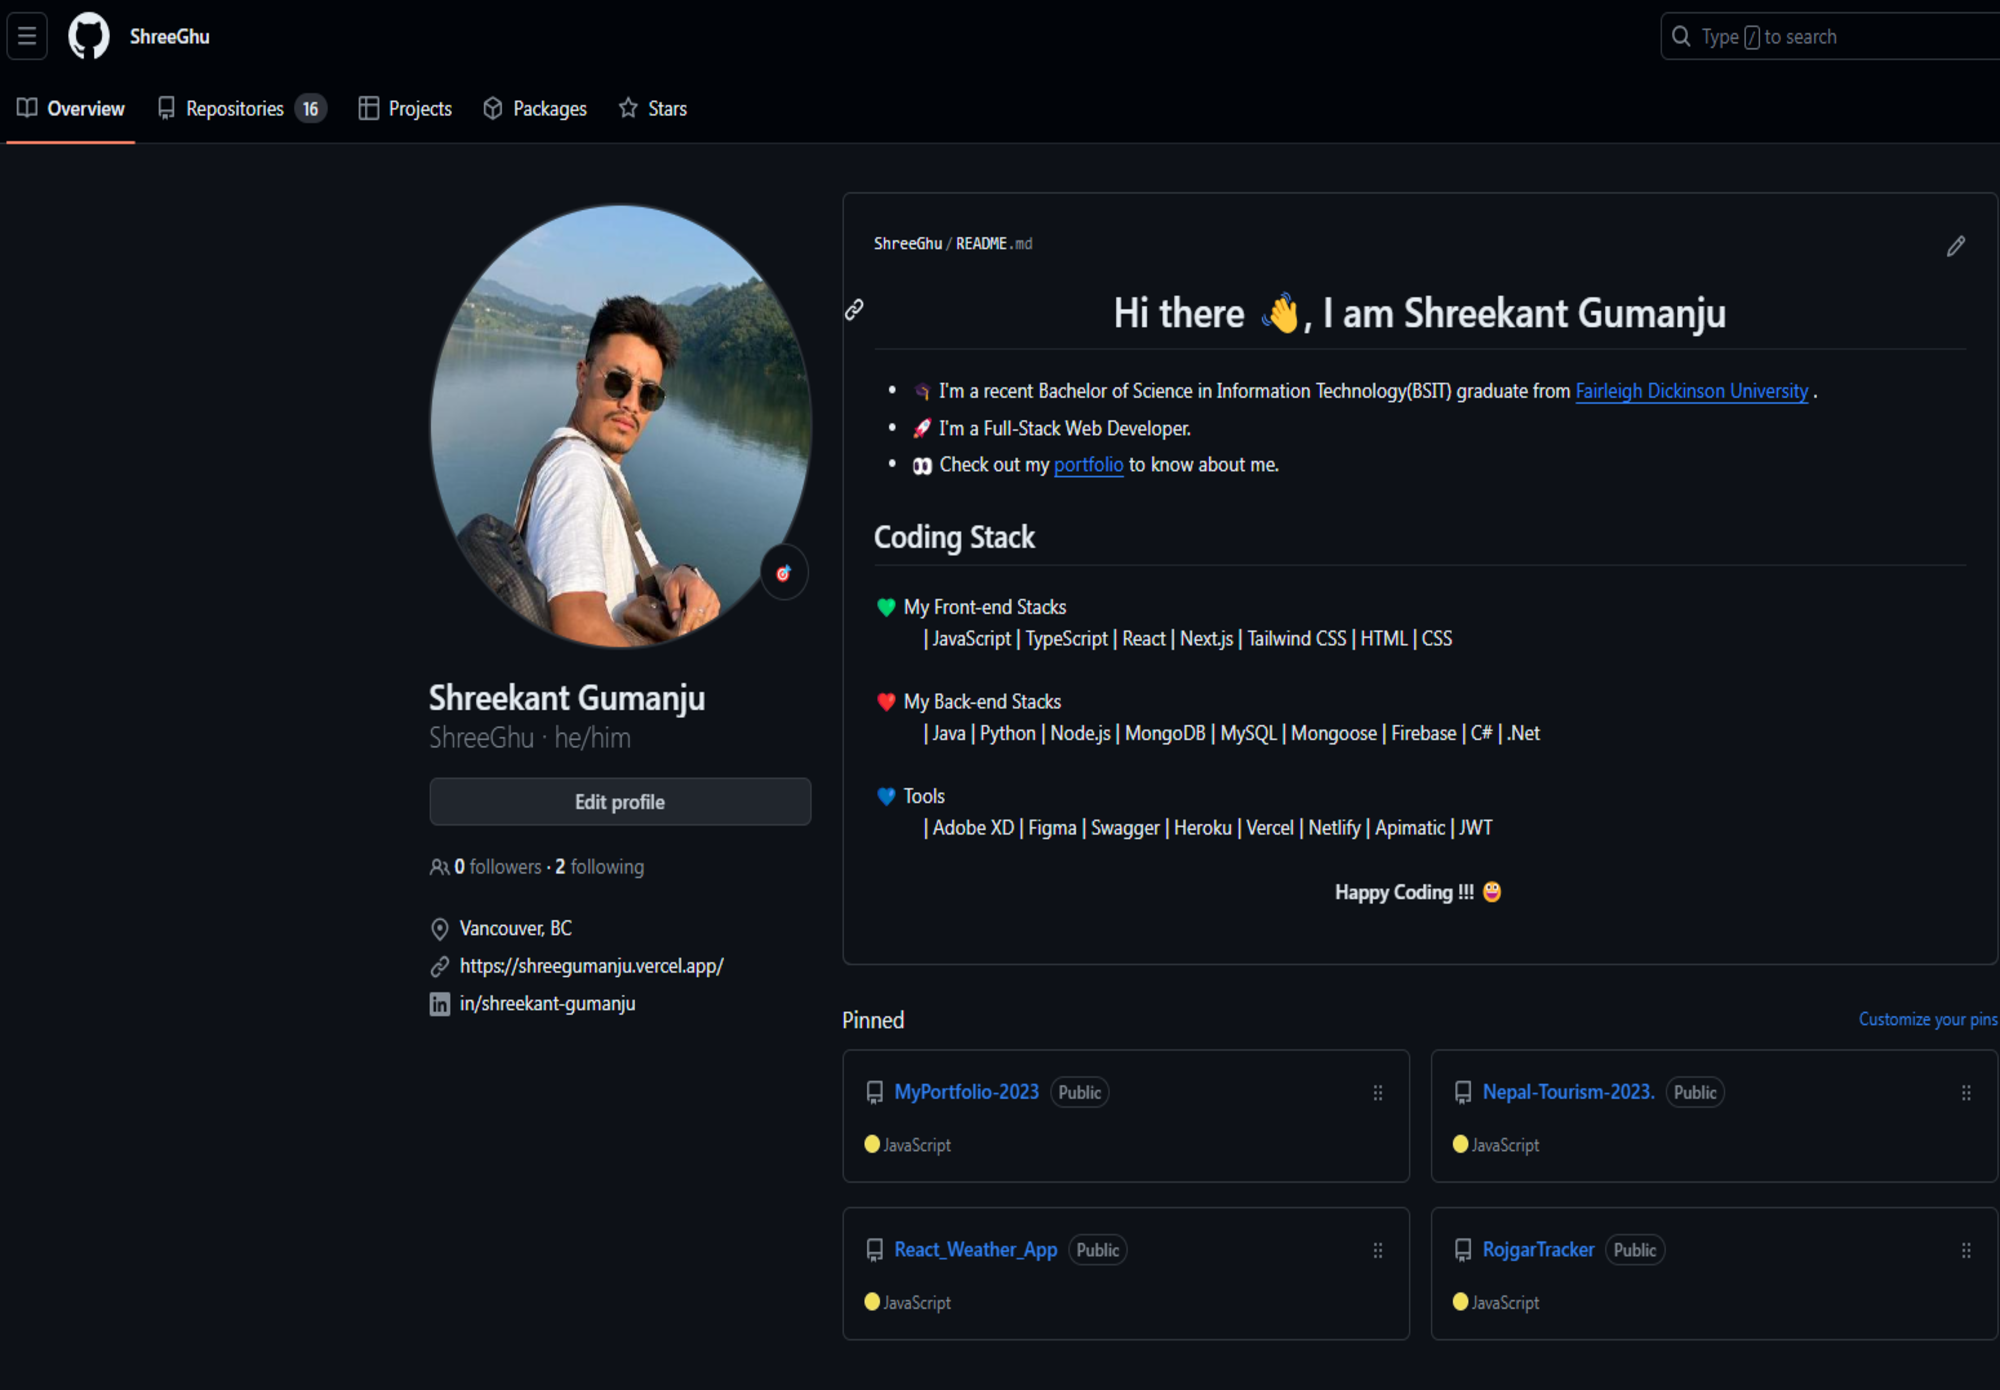 ShreeGhu
Type / to search
Overview
Repositories 16
Projects
Packages
Stars
ShreeGhu / README.md
Hi there 👋, I am Shreekant Gumanju
🎓 I'm a recent Bachelor of Science in Information Technology(BSIT) graduate from Fairleigh Dickinson University .
🚀 I'm a Full-Stack Web Developer.
👀 Check out my portfolio to know about me.
Coding Stack
💚 My Front-end Stacks
| JavaScript | TypeScript | React | Next.js | Tailwind CSS | HTML | CSS
❤️ My Back-end Stacks
| Java | Python | Node.js | MongoDB | MySQL | Mongoose | Firebase | C# | .Net
💙 Tools
| Adobe XD | Figma | Swagger | Heroku | Vercel | Netlify | Apimatic | JWT
Happy Coding !!! 😀
Shreekant Gumanju
ShreeGhu · he/him
Edit profile
0 followers · 2 following
Vancouver, BC
https://shreegumanju.vercel.app/
in/shreekant-gumanju
Pinned
Customize your pins
MyPortfolio-2023 Public
JavaScript
Nepal-Tourism-2023. Public
JavaScript
React_Weather_App Public
JavaScript
RojgarTracker Public
JavaScript